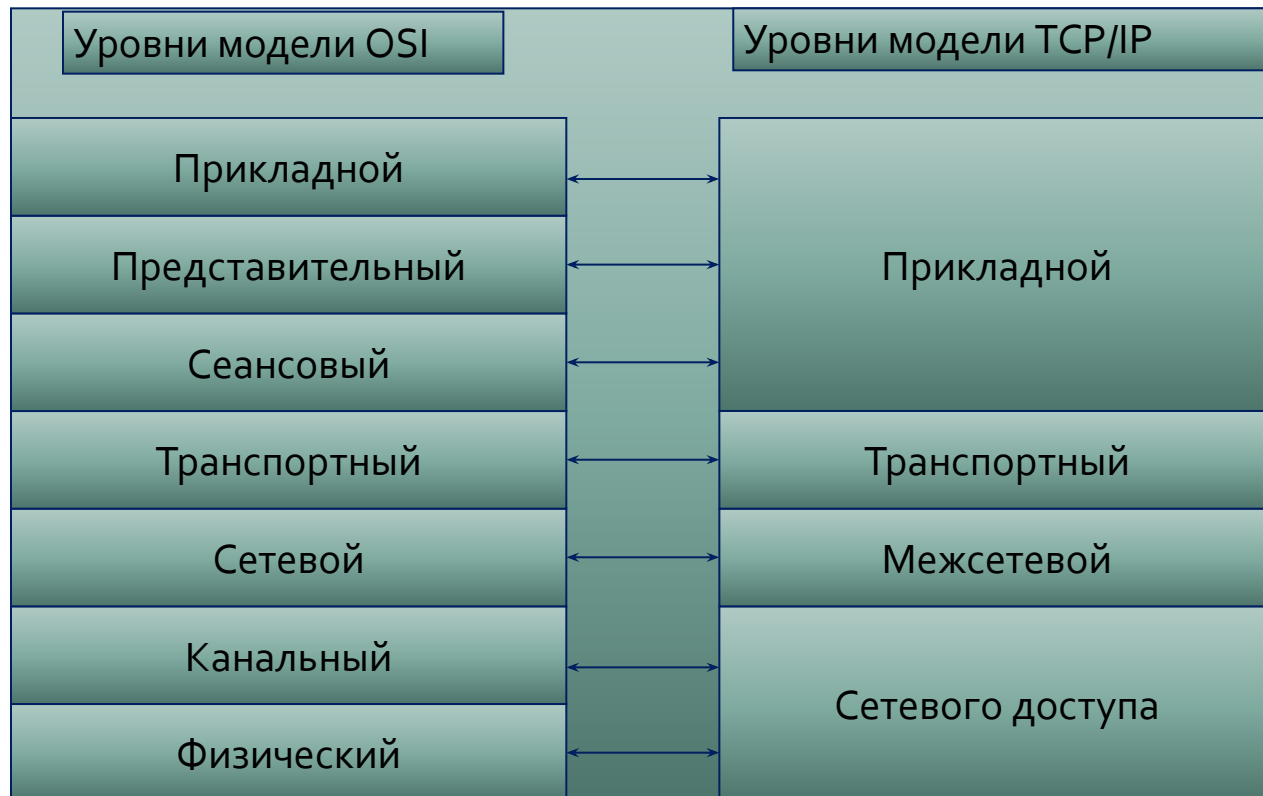 Уровни модели OSI
Уровни модели TCP/IP
Прикладной
Представительный
Сеансовый
Транспортный
Сетевой
Канальный
Физический
Прикладной
Транспортный
Межсетевой
Сетевого доступа